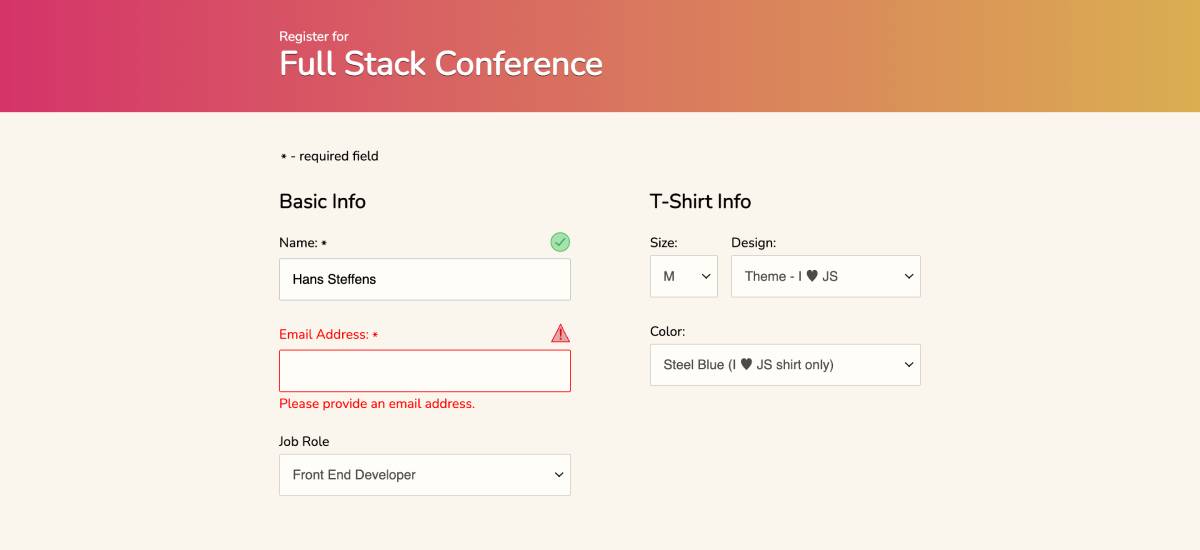 Register for
Full Stack Conference
* - required field
Basic Info
Name: *
Hans Steffens
Email Address: *
Please provide an email address.
Job Role
Front End Developer
T-Shirt Info
Size:
M
Design:
Theme - I ♥ JS
Color:
Steel Blue (I ♥ JS shirt only)